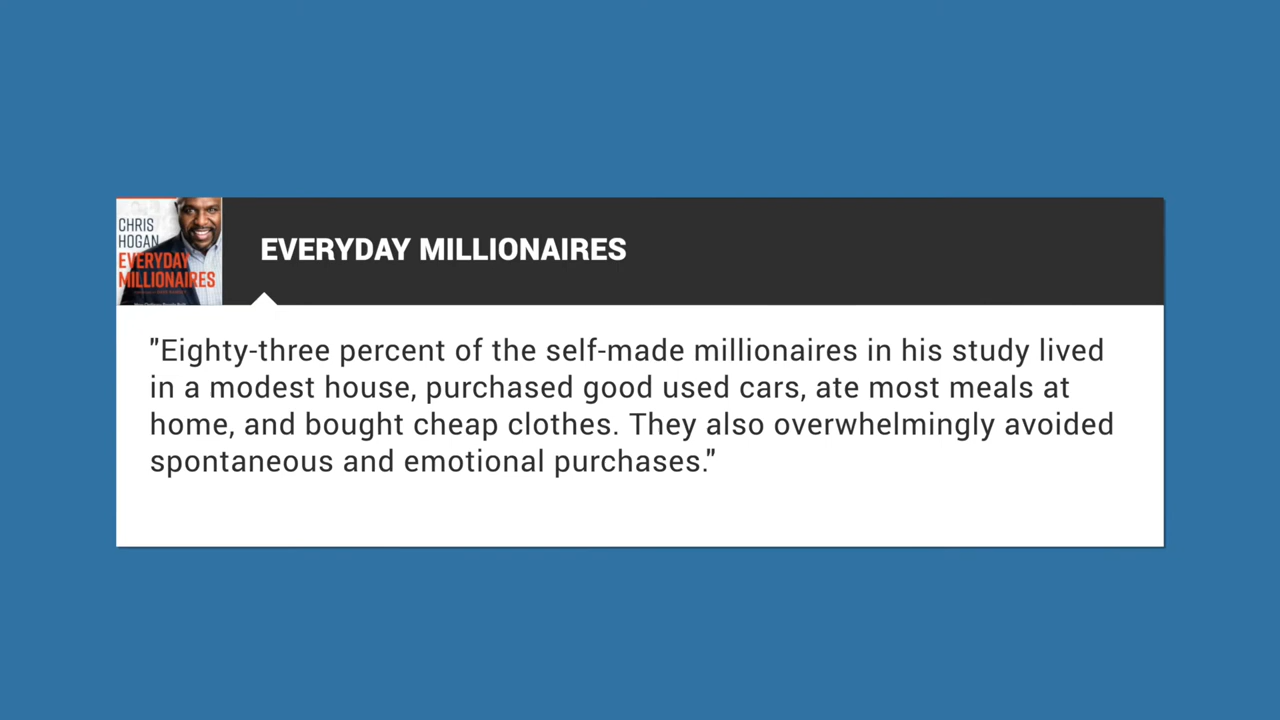 CHRIS
HOGAN
EVERYDAY
MILLIONAIRES
EVERYDAY MILLIONAIRES
"Eighty-three percent of the self-made millionaires in his study lived
in a modest house, purchased good used cars, ate most meals at
home, and bought cheap clothes. They also overwhelmingly avoided
spontaneous and emotional purchases."